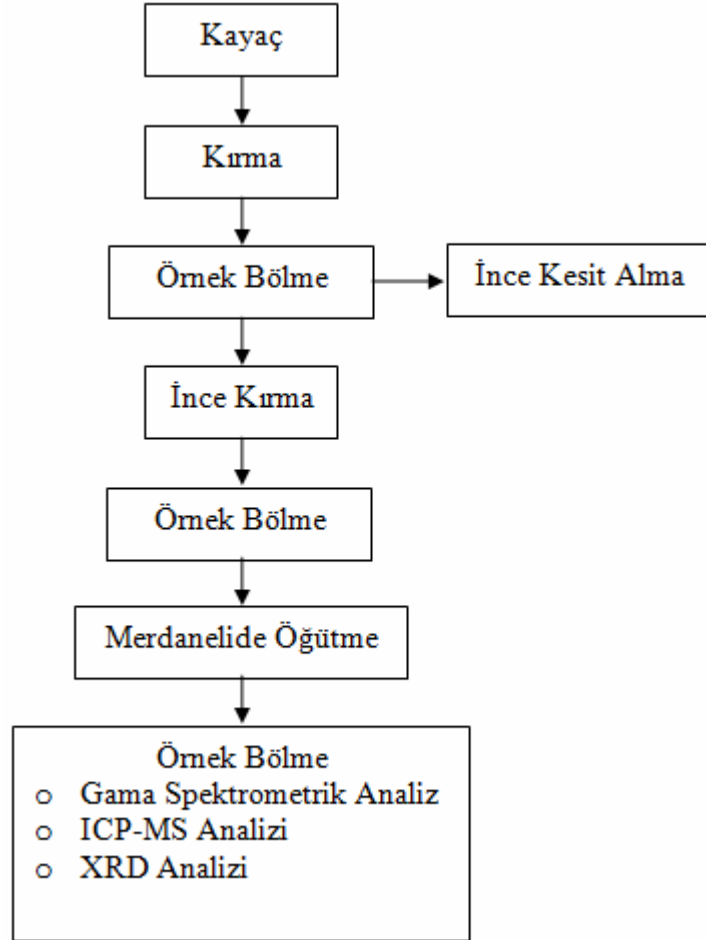 Kayaç
Kırma
Örnek Bölme
İnce Kesit Alma
İnce Kırma
Örnek Bölme
Merdanelide Öğütme
Örnek Bölme
o Gama Spektrometrik Analiz
o ICP-MS Analizi
o XRD Analizi